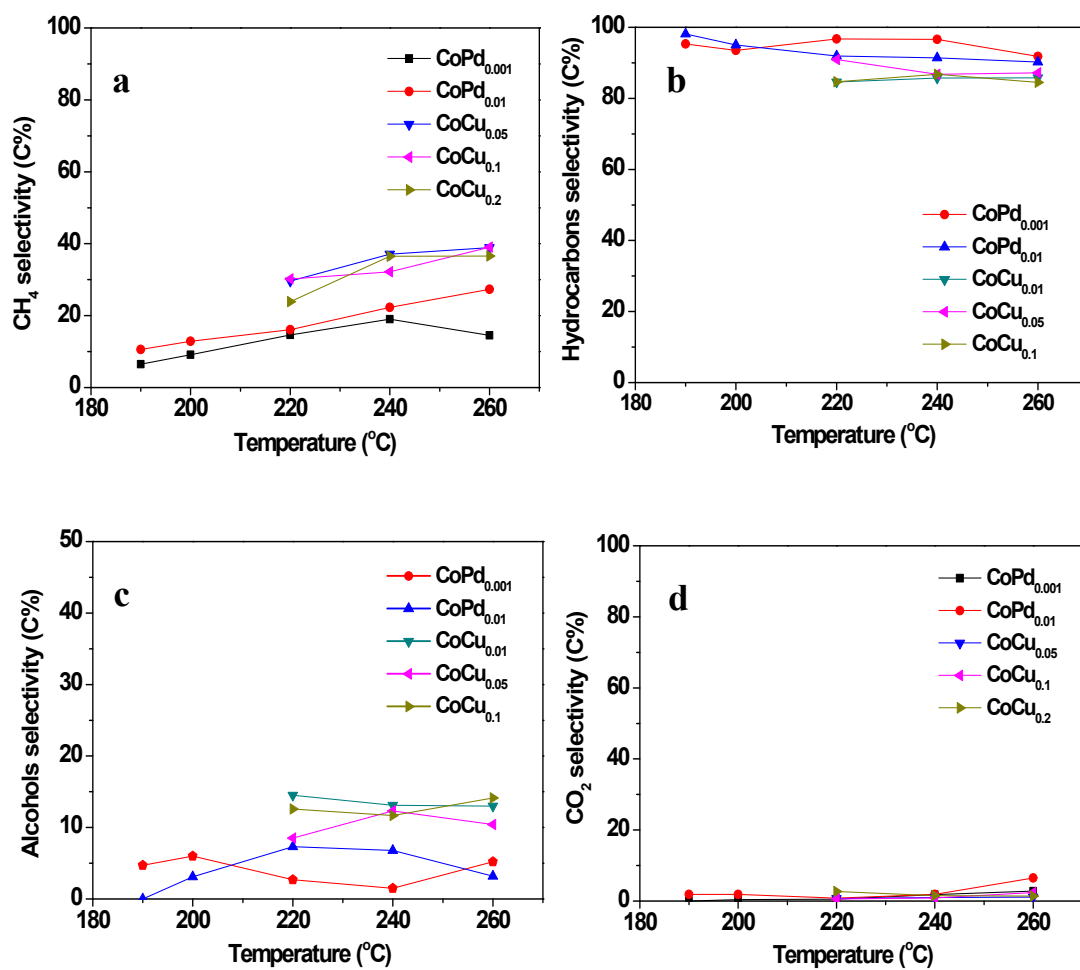 a
CH₄ selectivity (C%)
100
80
60
40
20
0
180
200
220
240
260
Temperature (°C)
CoPd₀.₀₀₁
CoPd₀.₀₁
CoCu₀.₀₅
CoCu₀.₁
CoCu₀.₂
b
Hydrocarbons selectivity (C%)
100
80
60
40
20
0
180
200
220
240
260
Temperature (°C)
CoPd₀.₀₀₁
CoPd₀.₀₁
CoCu₀.₀₁
CoCu₀.₀₅
CoCu₀.₁
c
Alcohols selectivity (C%)
50
40
30
20
10
0
180
200
220
240
260
Temperature (°C)
CoPd₀.₀₀₁
CoPd₀.₀₁
CoCu₀.₀₁
CoCu₀.₀₅
CoCu₀.₁
d
CO₂ selectivity (C%)
100
80
60
40
20
0
180
200
220
240
260
Temperature (°C)
CoPd₀.₀₀₁
CoPd₀.₀₁
CoCu₀.₀₅
CoCu₀.₁
CoCu₀.₂